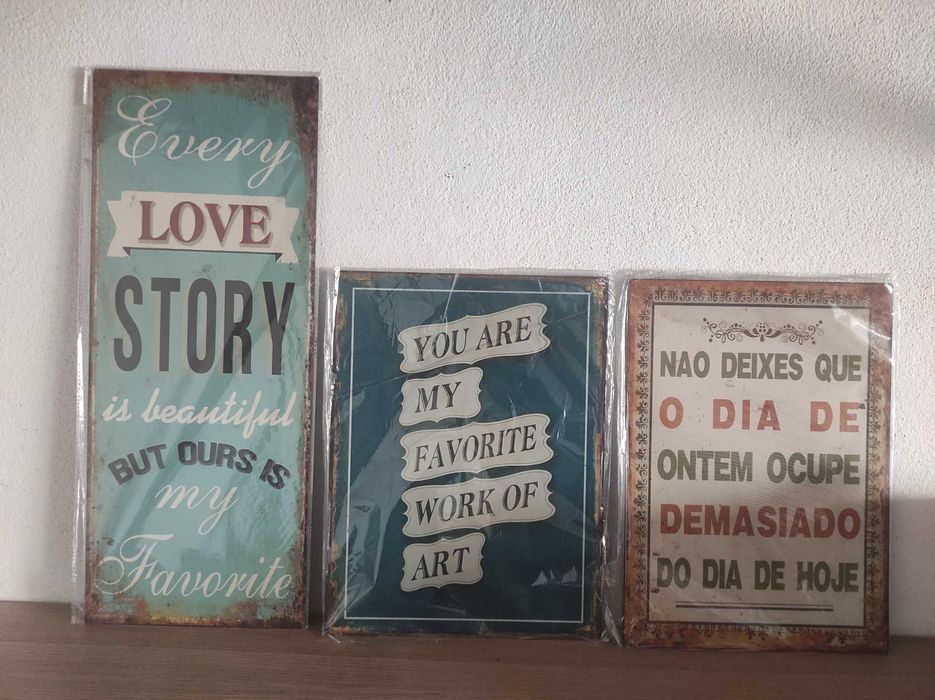 Every
LOVE
STORY
is beautiful
BUT OURS IS
my
Favorite
YOU ARE
MY
FAVORITE
WORK OF
ART
NAO DEIXES QUE
O DIA DE
ONTEM OCUPE
DEMASIADO
DO DIA DE HOJE